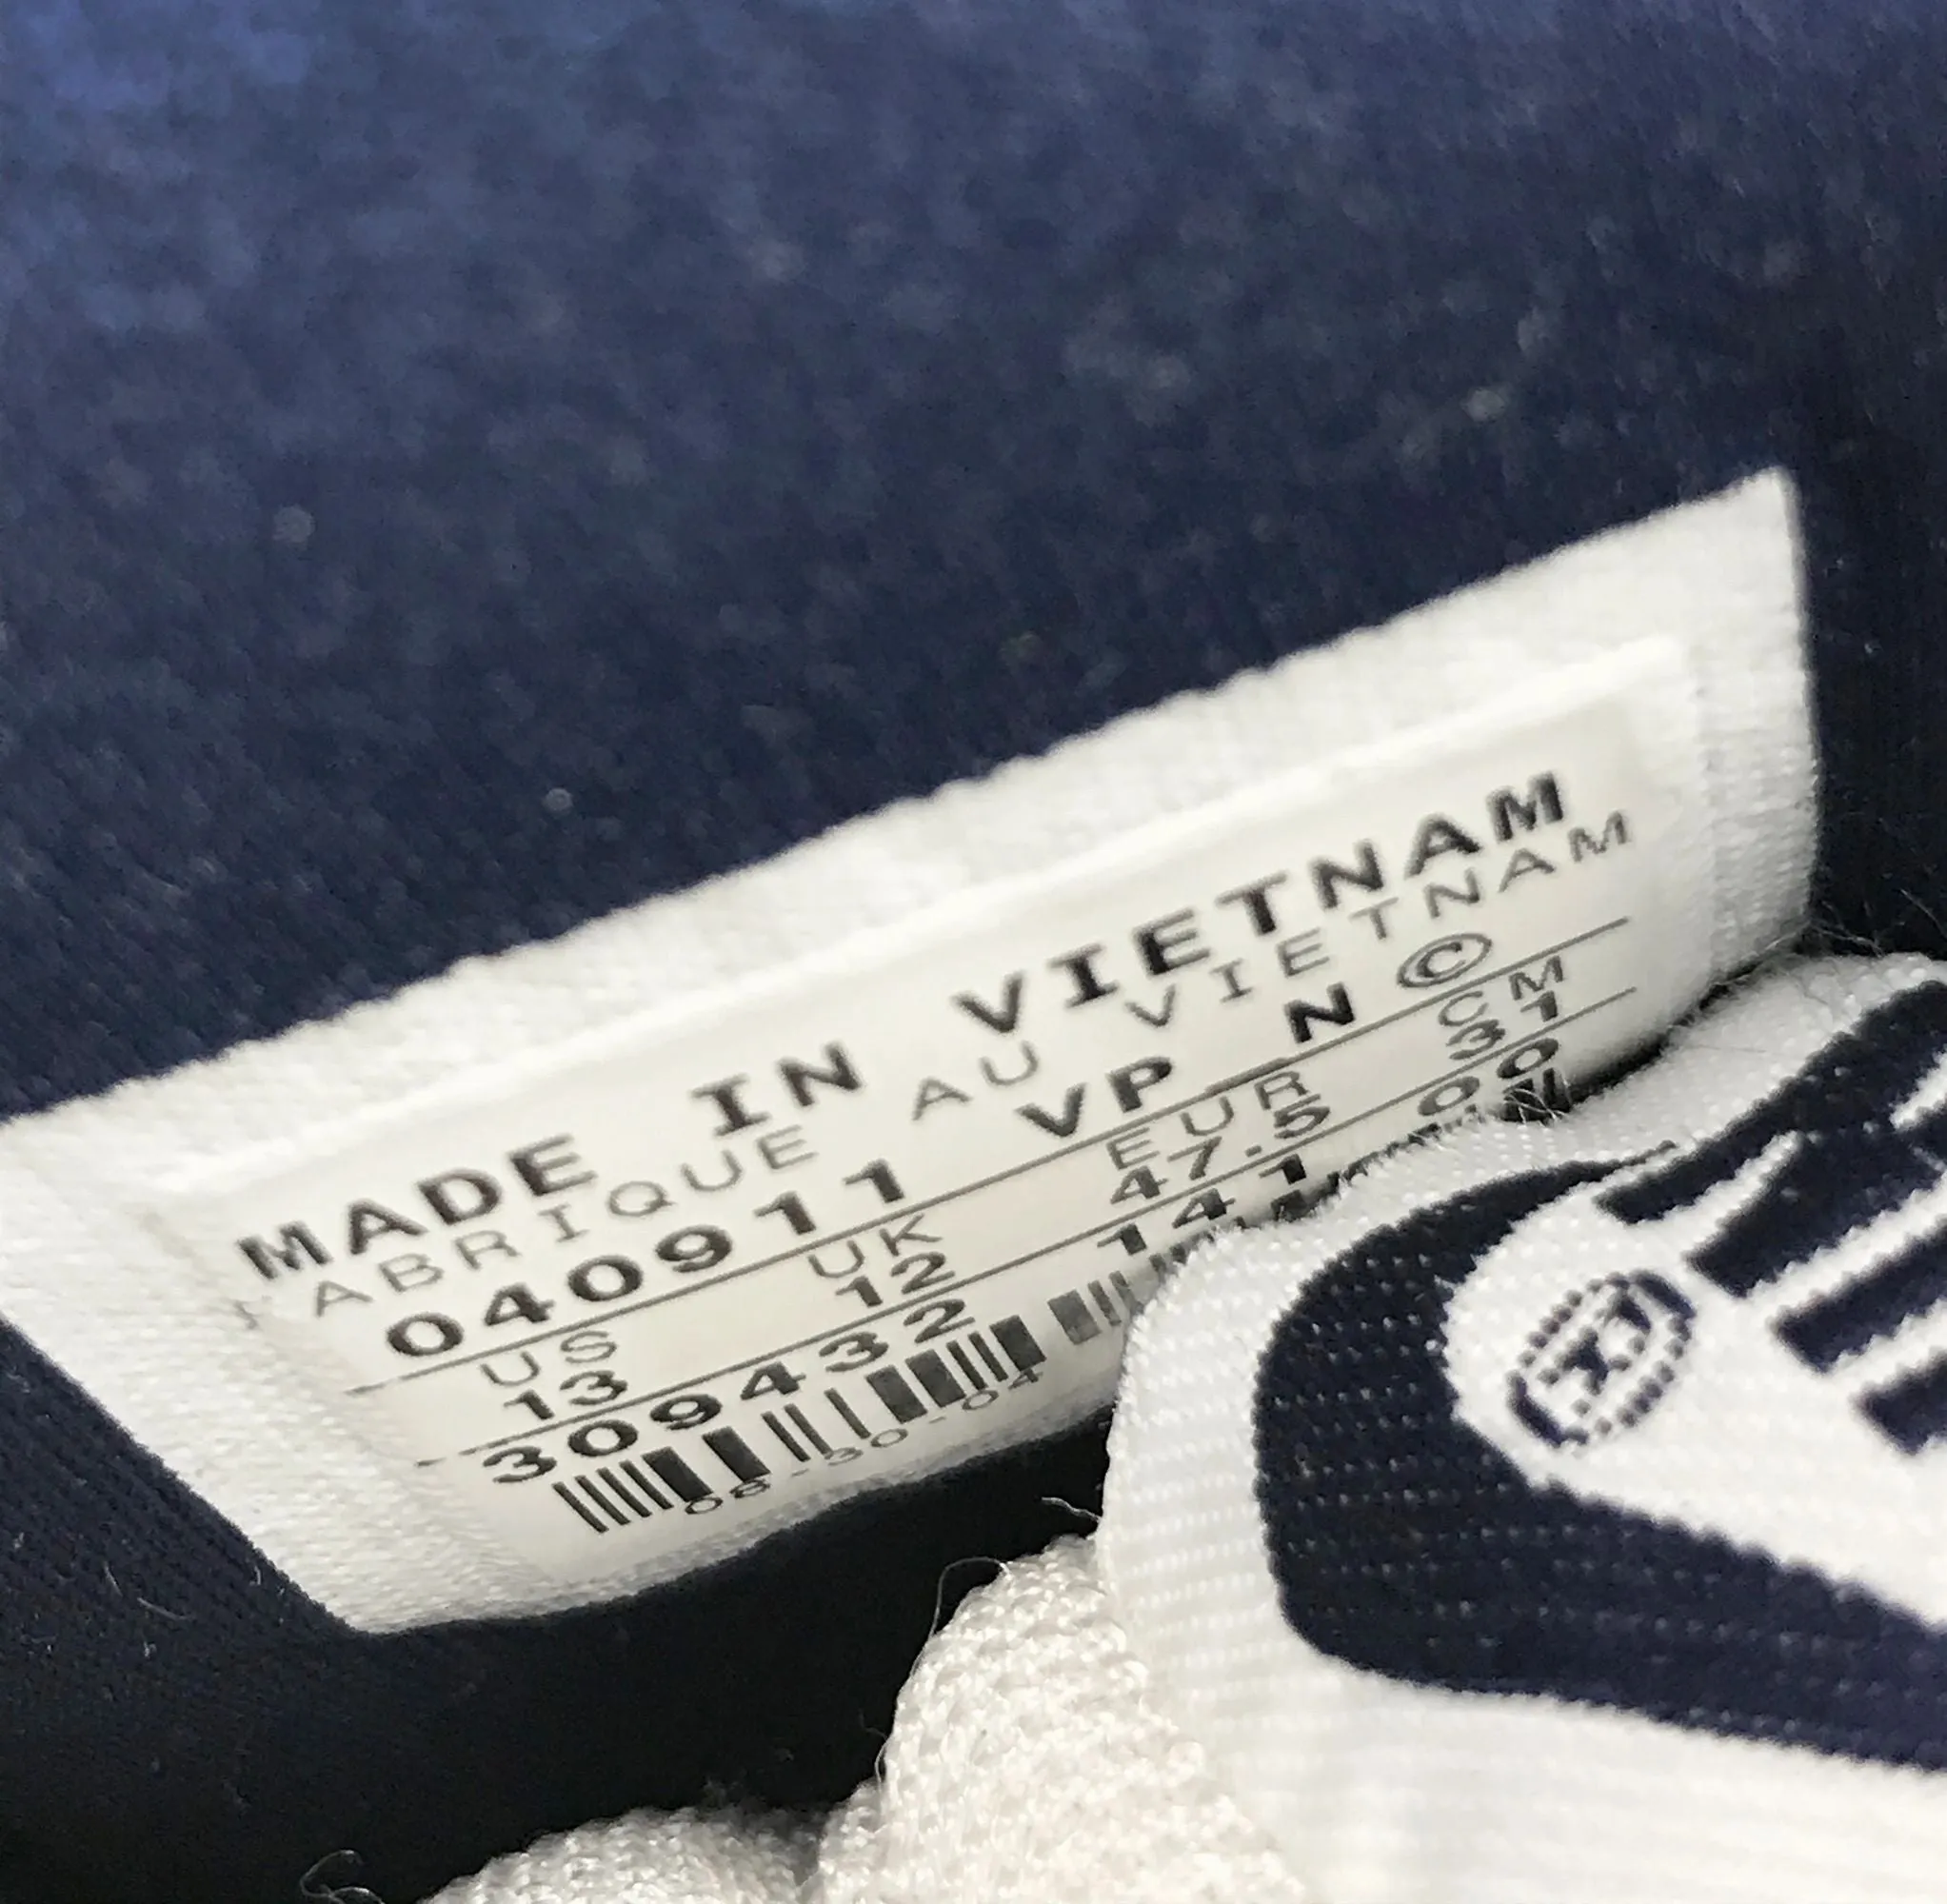 MADE IN VIETNAM
ABRIQUE AU VIETNAM
040911 VP N ©
US UK EUR CM
13 12 47.5 31
309432 141 00
08-30-04